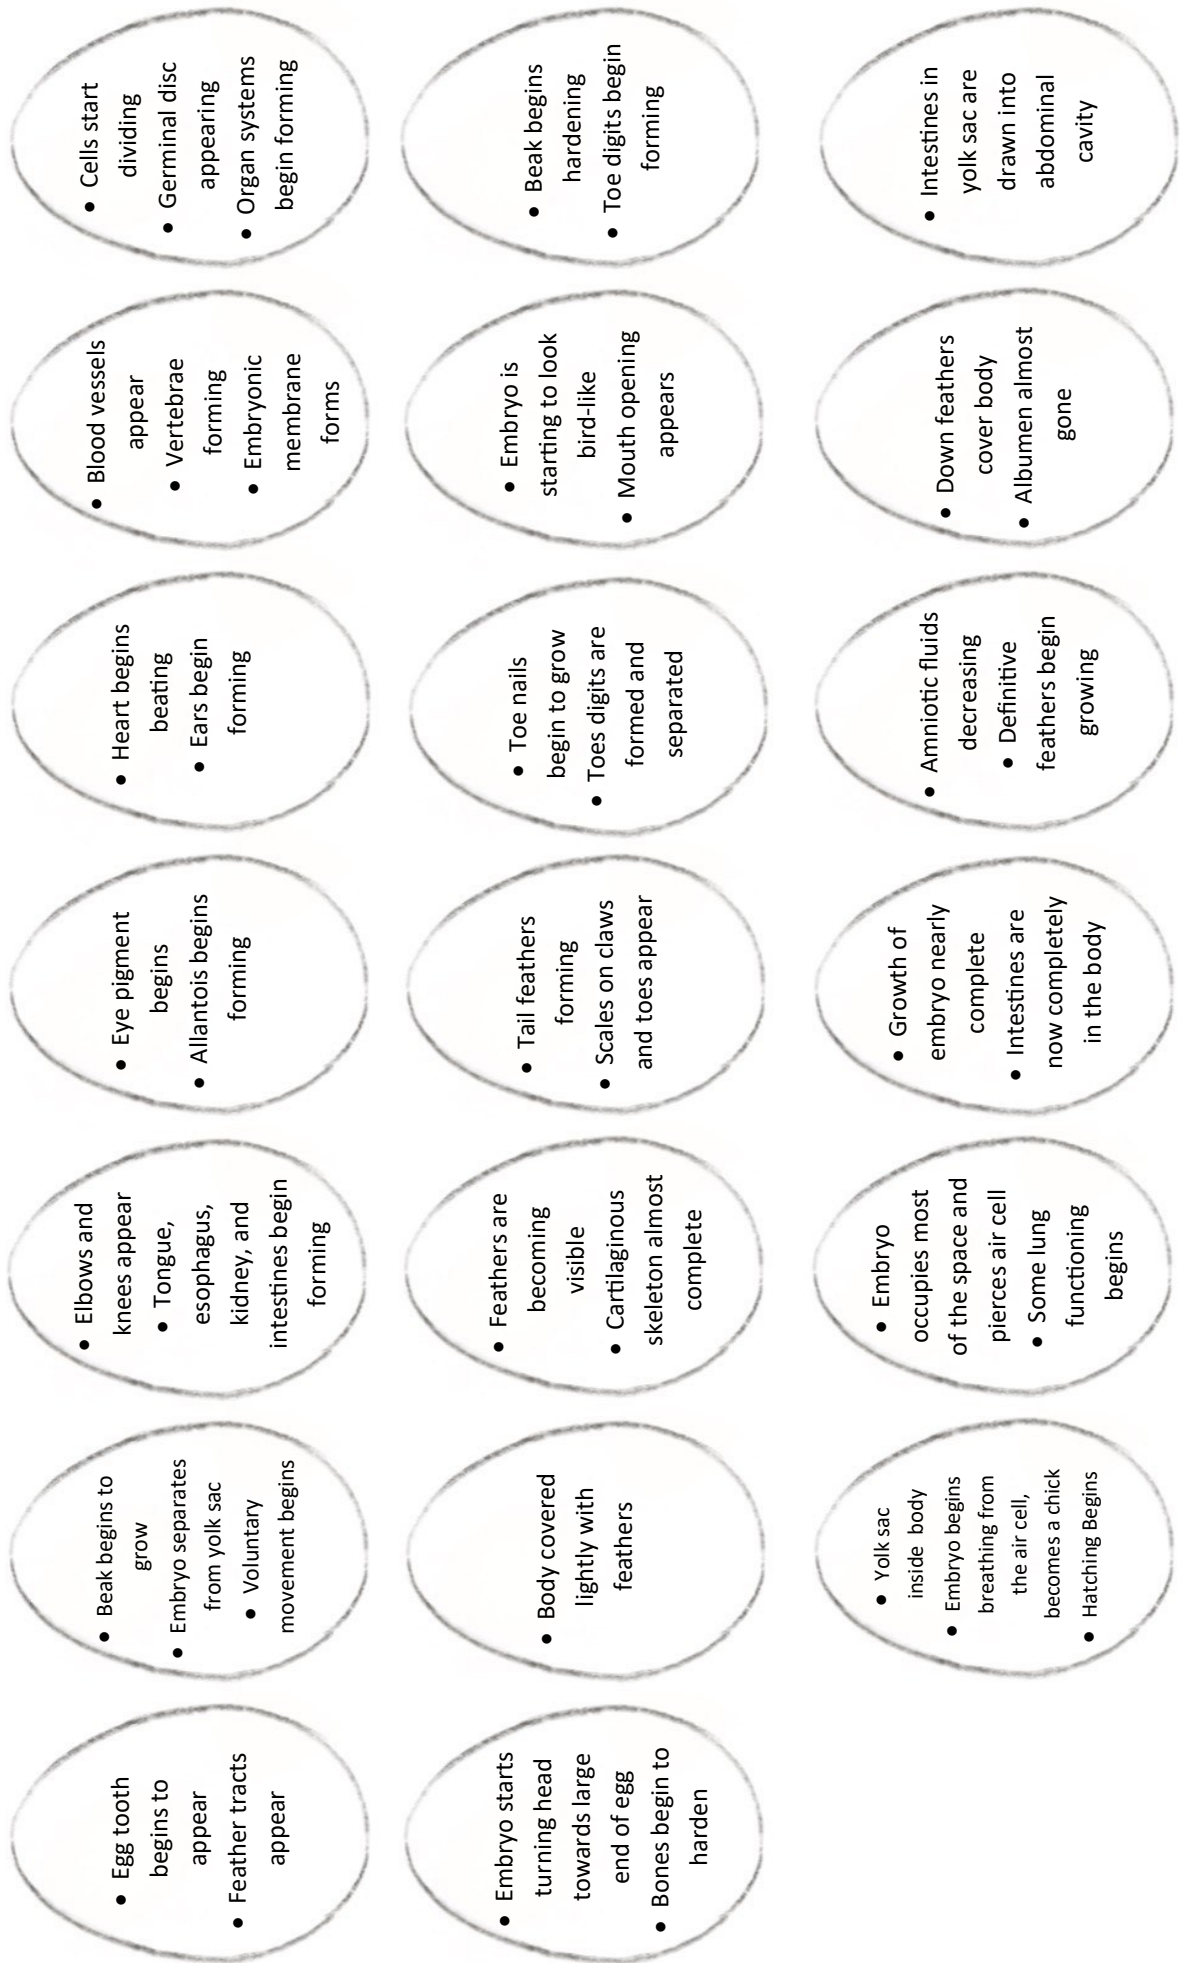 • Egg tooth
begins to
appear
• Feather tracts
appear
• Beak begins to
grow
• Embryo separates
from yolk sac
• Voluntary
movement begins
• Elbows and
knees appear
• Tongue,
esophagus,
kidney, and
intestines begin
forming
• Eye pigment
begins
• Allantois begins
forming
• Heart begins
beating
• Ears begin
forming
• Blood vessels
appear
• Vertebrae
forming
• Embryonic
membrane
forms
• Cells start
dividing
• Germinal disc
appearing
• Organ systems
begin forming
• Embryo starts
turning head
towards large
end of egg
• Bones begin to
harden
• Body covered
lightly with
feathers
• Feathers are
becoming
visible
• Cartilaginous
skeleton almost
complete
• Tail feathers
forming
• Scales on claws
and toes appear
• Toe nails
begin to grow
• Toes digits are
formed and
separated
• Embryo is
starting to look
bird-like
• Mouth opening
appears
• Beak begins
hardening
• Toe digits begin
forming
• Yolk sac
inside body
• Embryo begins
breathing from
the air cell,
becomes a chick
• Hatching Begins
• Embryo
occupies most
of the space and
pierces air cell
• Some lung
functioning
begins
• Growth of
embryo nearly
complete
• Intestines are
now completely
in the body
• Amniotic fluids
decreasing
• Definitive
feathers begin
growing
• Down feathers
cover body
• Albumen almost
gone
• Intestines in
yolk sac are
drawn into
abdominal
cavity